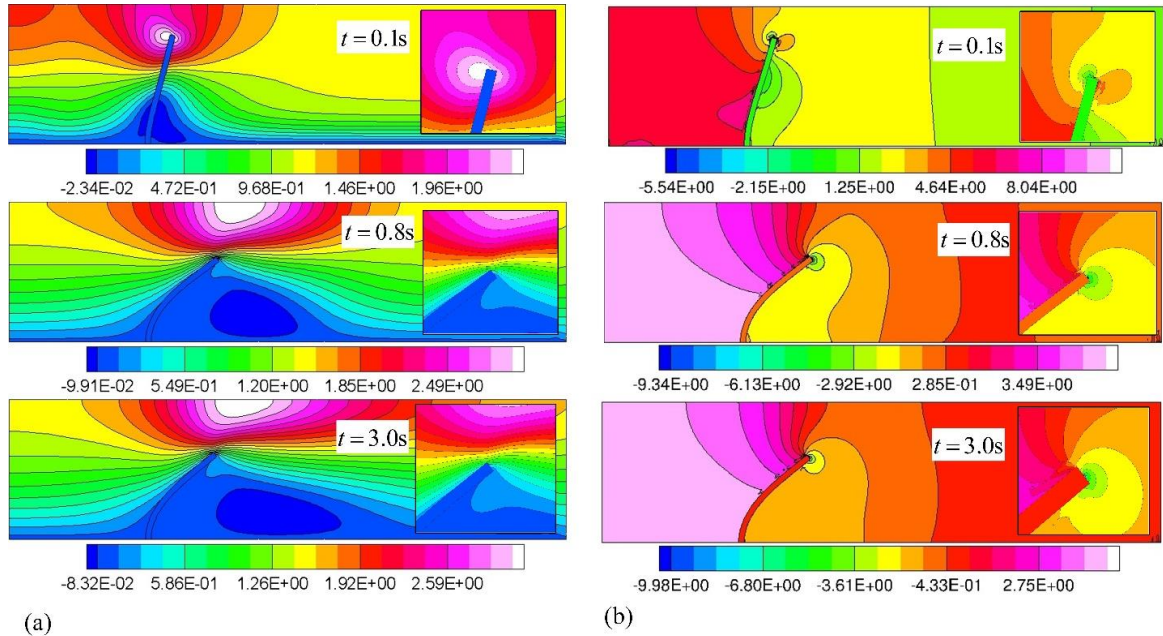 t = 0.1s
-2.34E-02 4.72E-01 9.68E-01 1.46E+00 1.96E+00
t = 0.8s
-9.91E-02 5.49E-01 1.20E+00 1.85E+00 2.49E+00
t = 3.0s
-8.32E-02 5.86E-01 1.26E+00 1.92E+00 2.59E+00
(a)
t = 0.1s
-5.54E+00 -2.15E+00 1.25E+00 4.64E+00 8.04E+00
t = 0.8s
-9.34E+00 -6.13E+00 -2.92E+00 2.85E-01 3.49E+00
t = 3.0s
-9.98E+00 -6.80E+00 -3.61E+00 -4.33E-01 2.75E+00
(b)